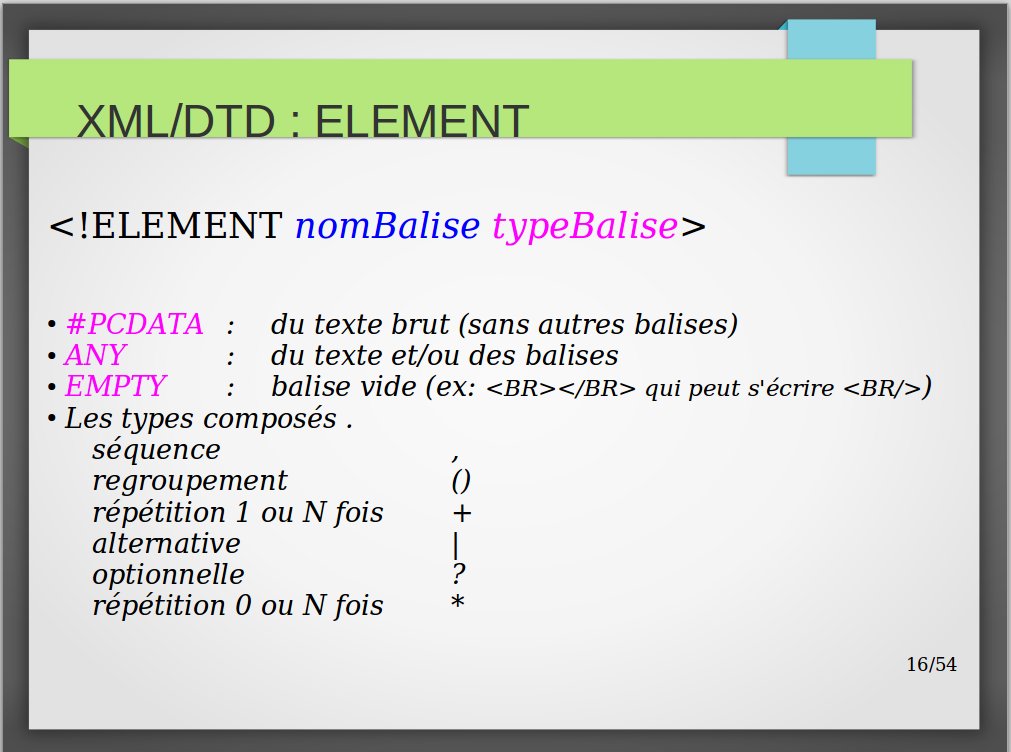 XML/DTD : ELEMENT
<!ELEMENT nomBalise typeBalise>
• #PCDATA : du texte brut (sans autres balises)
• ANY : du texte et/ou des balises
• EMPTY : balise vide (ex: <BR></BR> qui peut s'écrire <BR/>)
• Les types composés .
séquence ,
regroupement ()
répétition 1 ou N fois +
alternative |
optionnelle ?
répétition 0 ou N fois *
16/54